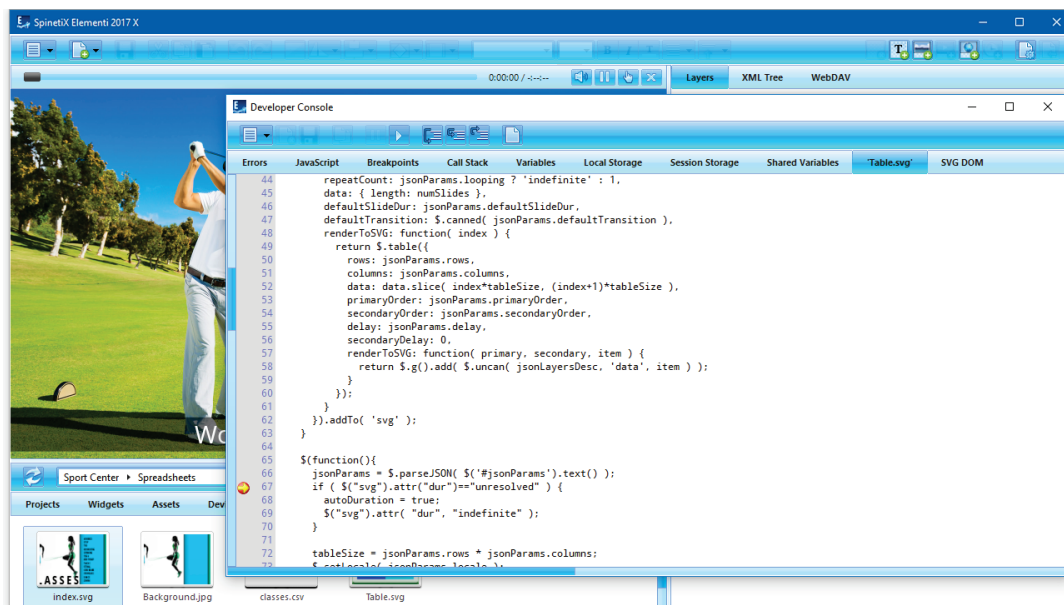 SpinetiX Elementi 2017 X
0:00:00 / -:--:--
Layers XML Tree WebDAV
Developer Console
Errors JavaScript Breakpoints Call Stack Variables Local Storage Session Storage Shared Variables 'Table.svg' SVG DOM
44 repeatCount: jsonParams.looping ? 'indefinite' : 1,
45 data: { length: numSlides },
46 defaultSlideDur: jsonParams.defaultSlideDur,
47 defaultTransition: $.canned( jsonParams.defaultTransition ),
48 renderToSVG: function( index ) {
49 return $.table({
50 rows: jsonParams.rows,
51 columns: jsonParams.columns,
52 data: data.slice( index*tableSize, (index+1)*tableSize ),
53 primaryOrder: jsonParams.primaryOrder,
54 secondaryOrder: jsonParams.secondaryOrder,
55 delay: jsonParams.delay,
56 secondaryDelay: 0,
57 renderToSVG: function( primary, secondary, item ) {
58 return $.g().add( $.uncan( jsonLayersDesc, 'data', item ) );
59 }
60 });
61 }
62 }).addTo( 'svg' );
63 }
64
65 $(function(){
66 jsonParams = $.parseJSON( $('#jsonParams').text() );
67 if ( $("svg").attr("dur")=="unresolved" ) {
68 autoDuration = true;
69 $("svg").attr( "dur", "indefinite" );
70 }
71
72 tableSize = jsonParams.rows * jsonParams.columns;
73 $.setLocale( jsonParams.locale );
Wo
Sport Center Spreadsheets
Projects Widgets Assets Dev
.ASSES
index.svg Background.jpg classes.csv Table.svg